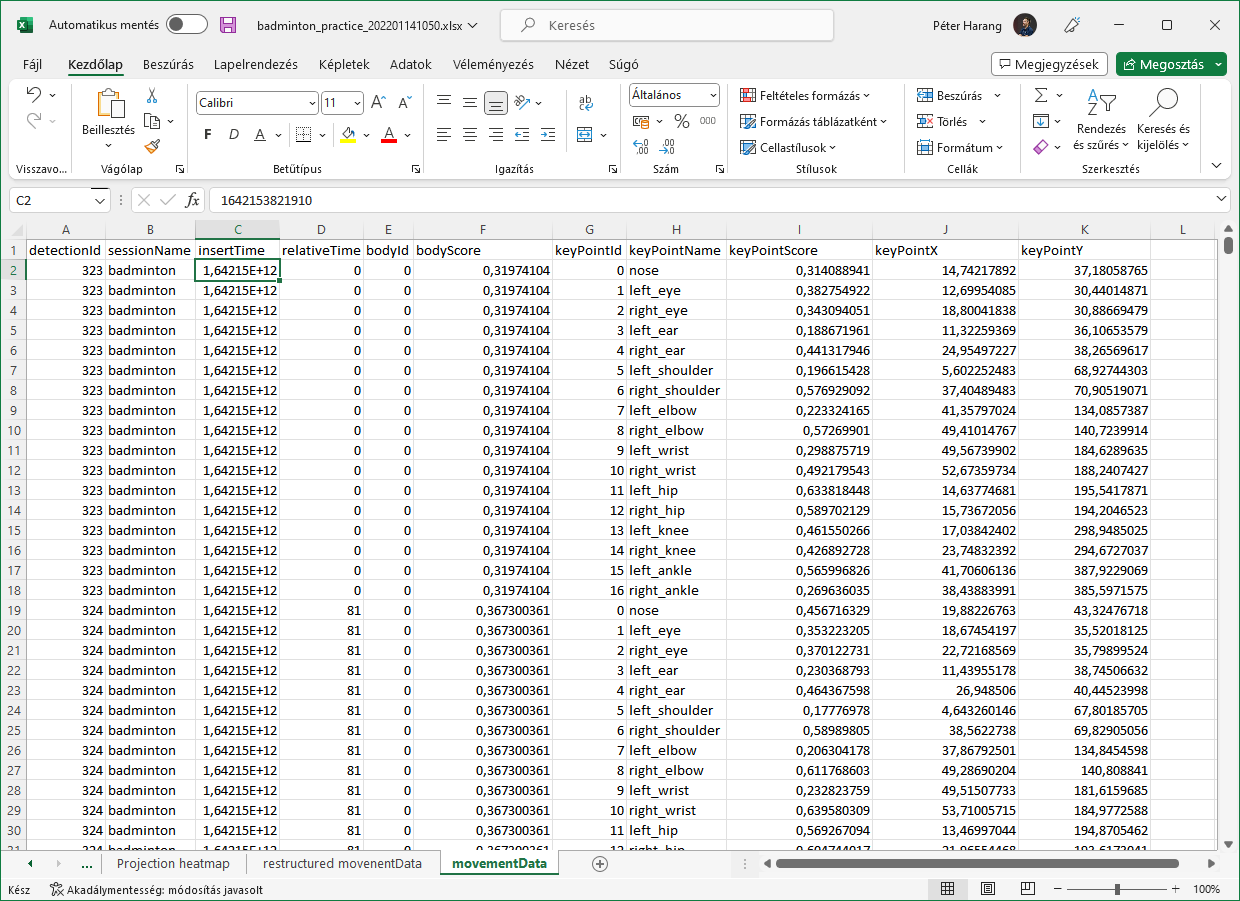 Automatikus mentés badminton_practice_202201141050.xlsx Keresés Péter Harang
Fájl Kezdőlap Beszúrás Lapelrendezés Képletek Adatok Véleményezés Nézet Súgó Megjegyzések Megosztás
Beillesztés
Visszavo... Vágólap
Calibri 11
F D A A
Betűtípus
Igazítás
Általános
% 000
Szám
Feltételes formázás
Formázás táblázatként
Cellastílusok
Stílusok
Beszúrás
Törlés
Formátum
Cellák
Rendezés és szűrés
Keresés és kijelölés
Szerkesztés
C2 fx 1642153821910
A B C D E F G H I J K L
1 detectionId sessionName insertTime relativeTime bodyId bodyScore keyPointId keyPointName keyPointScore keyPointX keyPointY
2 323 badminton 1,64215E+12 0 0 0,31974104 0 nose 0,314088941 14,74217892 37,18058765
3 323 badminton 1,64215E+12 0 0 0,31974104 1 left_eye 0,382754922 12,69954085 30,44014871
4 323 badminton 1,64215E+12 0 0 0,31974104 2 right_eye 0,343094051 18,80041838 30,88669479
5 323 badminton 1,64215E+12 0 0 0,31974104 3 left_ear 0,188671961 11,32259369 36,10653579
6 323 badminton 1,64215E+12 0 0 0,31974104 4 right_ear 0,441317946 24,95497227 38,26569617
7 323 badminton 1,64215E+12 0 0 0,31974104 5 left_shoulder 0,196615428 5,602252483 68,92744303
8 323 badminton 1,64215E+12 0 0 0,31974104 6 right_shoulder 0,576929092 37,40489483 70,90519071
9 323 badminton 1,64215E+12 0 0 0,31974104 7 left_elbow 0,223324165 41,35797024 134,0857387
10 323 badminton 1,64215E+12 0 0 0,31974104 8 right_elbow 0,57269901 49,41014767 140,7239914
11 323 badminton 1,64215E+12 0 0 0,31974104 9 left_wrist 0,298875719 49,56739902 184,6289635
12 323 badminton 1,64215E+12 0 0 0,31974104 10 right_wrist 0,492179543 52,67359734 188,2407427
13 323 badminton 1,64215E+12 0 0 0,31974104 11 left_hip 0,633818448 14,63774681 195,5417871
14 323 badminton 1,64215E+12 0 0 0,31974104 12 right_hip 0,589702129 15,73672056 194,2046523
15 323 badminton 1,64215E+12 0 0 0,31974104 13 left_knee 0,461550266 17,03842402 298,9485025
16 323 badminton 1,64215E+12 0 0 0,31974104 14 right_knee 0,426892728 23,74832392 294,6727037
17 323 badminton 1,64215E+12 0 0 0,31974104 15 left_ankle 0,565996826 41,70606136 387,9229069
18 323 badminton 1,64215E+12 0 0 0,31974104 16 right_ankle 0,269636035 38,43883991 385,5971575
19 324 badminton 1,64215E+12 81 0 0,367300361 0 nose 0,456716329 19,88226763 43,32476718
20 324 badminton 1,64215E+12 81 0 0,367300361 1 left_eye 0,353223205 18,67454197 35,52018125
21 324 badminton 1,64215E+12 81 0 0,367300361 2 right_eye 0,370122731 22,72168569 35,79899524
22 324 badminton 1,64215E+12 81 0 0,367300361 3 left_ear 0,230368793 11,43955178 38,74506632
23 324 badminton 1,64215E+12 81 0 0,367300361 4 right_ear 0,464367598 26,948506 40,44523998
24 324 badminton 1,64215E+12 81 0 0,367300361 5 left_shoulder 0,17776978 4,643260146 67,80185705
25 324 badminton 1,64215E+12 81 0 0,367300361 6 right_shoulder 0,58989805 38,5622738 69,82905056
26 324 badminton 1,64215E+12 81 0 0,367300361 7 left_elbow 0,206304178 37,86792501 134,8454598
27 324 badminton 1,64215E+12 81 0 0,367300361 8 right_elbow 0,611768603 49,28690204 140,808841
28 324 badminton 1,64215E+12 81 0 0,367300361 9 left_wrist 0,232823759 49,51507733 181,6159685
29 324 badminton 1,64215E+12 81 0 0,367300361 10 right_wrist 0,639580309 53,71005715 184,9772588
30 324 badminton 1,64215E+12 81 0 0,367300361 11 left_hip 0,569267094 13,46997044 194,8705462
... Projection heatmap restructured movenentData movementData
Kész Akadálymentesség: módosítás javasolt 100%